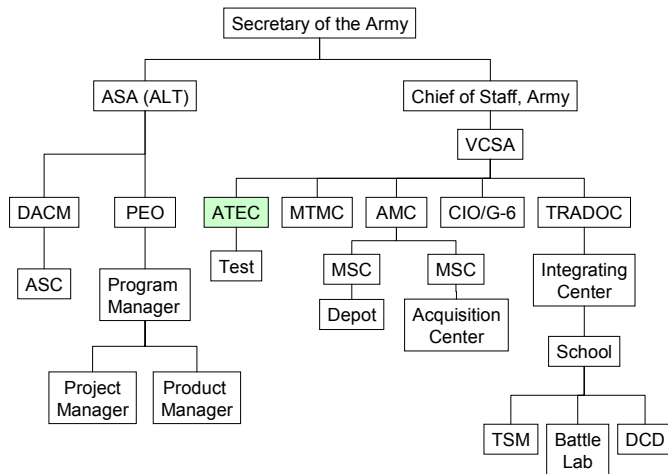 Secretary of the Army
ASA (ALT)
Chief of Staff, Army
VCSA
DACM
PEO
ATEC
MTMC
AMC
CIO/G-6
TRADOC
ASC
Program
Manager
Test
MSC
MSC
Integrating
Center
Depot
Acquisition
Center
School
Project
Manager
Product
Manager
TSM
Battle
Lab
DCD